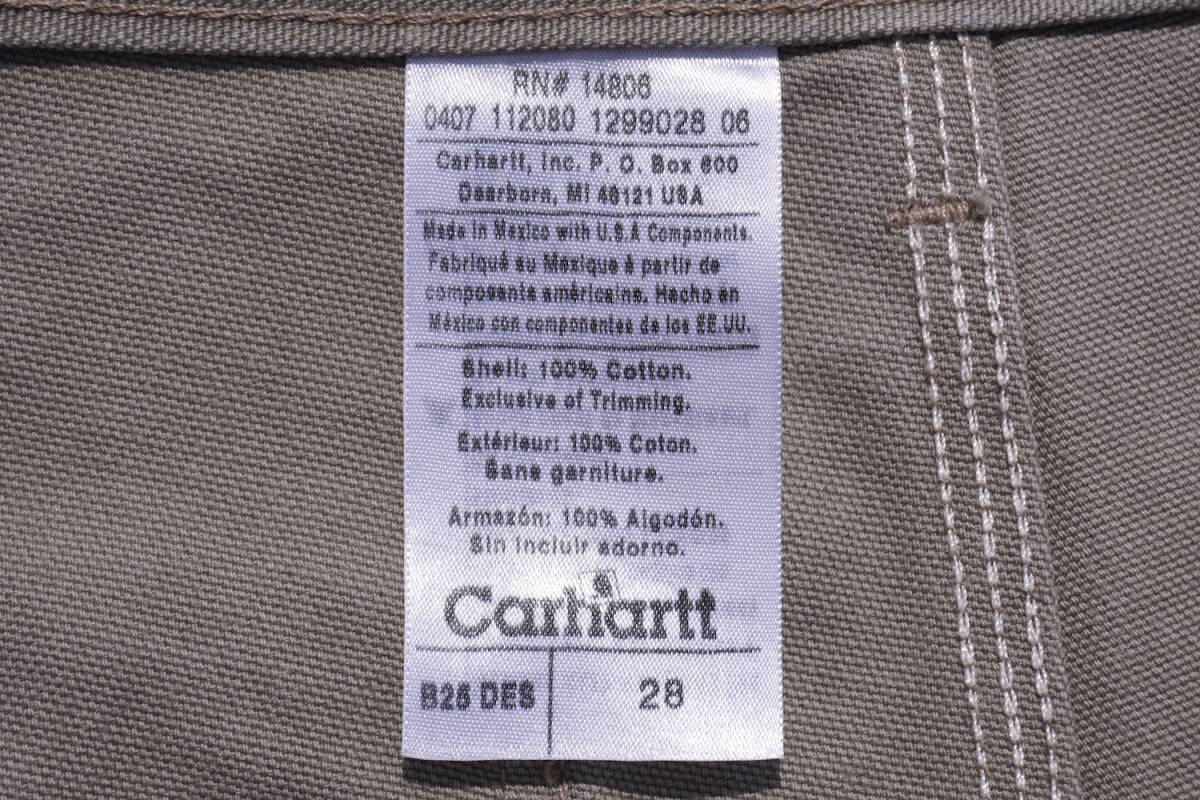 RN# 14806
0407 112080 1299028 06
Carhartt, Inc. P. O. Box 600
Dearborn, MI 48121 USA
Made in Mexico with U.S.A Components.
Fabriqué au Mexique à partir de
composants américains. Hecho en
México con componentes de los EE.UU.
Shell: 100% Cotton.
Exclusive of Trimming.
Extérieur: 100% Coton.
Sans garniture.
Armazón: 100% Algodón.
Sin incluir adorno.
Carhartt
B25 DES 28